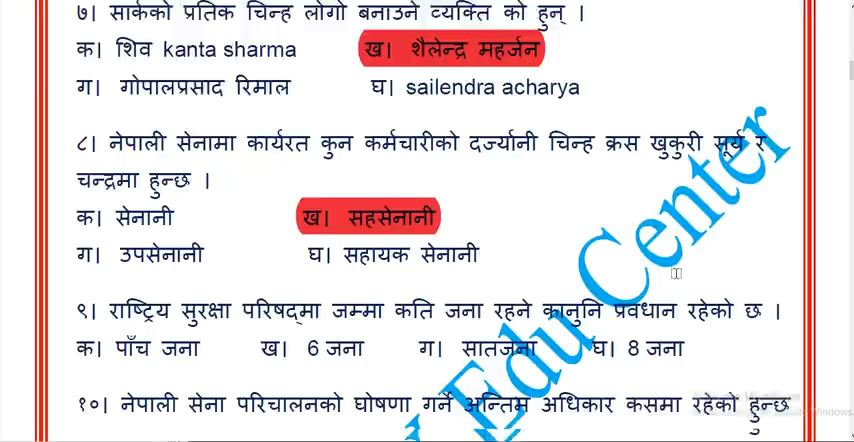 ७। सार्कको प्रतिक चिन्ह लोगो बनाउने व्यक्ति को हुन् ।
क। शिव kanta sharma ख। शैलेन्द्र महर्जन
ग। गोपालप्रसाद रिमाल घ। sailendra acharya
८। नेपाली सेनामा कार्यरत कुन कर्मचारीको दर्ज्यानी चिन्ह क्रस खुकुरी सूर्य र
चन्द्रमा हुन्छ ।
क। सेनानी ख। सहसेनानी
ग। उपसेनानी घ। सहायक सेनानी
९। राष्ट्रिय सुरक्षा परिषद्मा जम्मा कति जना रहने कानुनि प्रवधान रहेको छ ।
क। पाँच जना ख। 6 जना ग। सातजना घ। 8 जना
१०। नेपाली सेना परिचालनको घोषणा गर्ने अन्तिम अधिकार कसमा रहेको हुन्छ
Edu Center